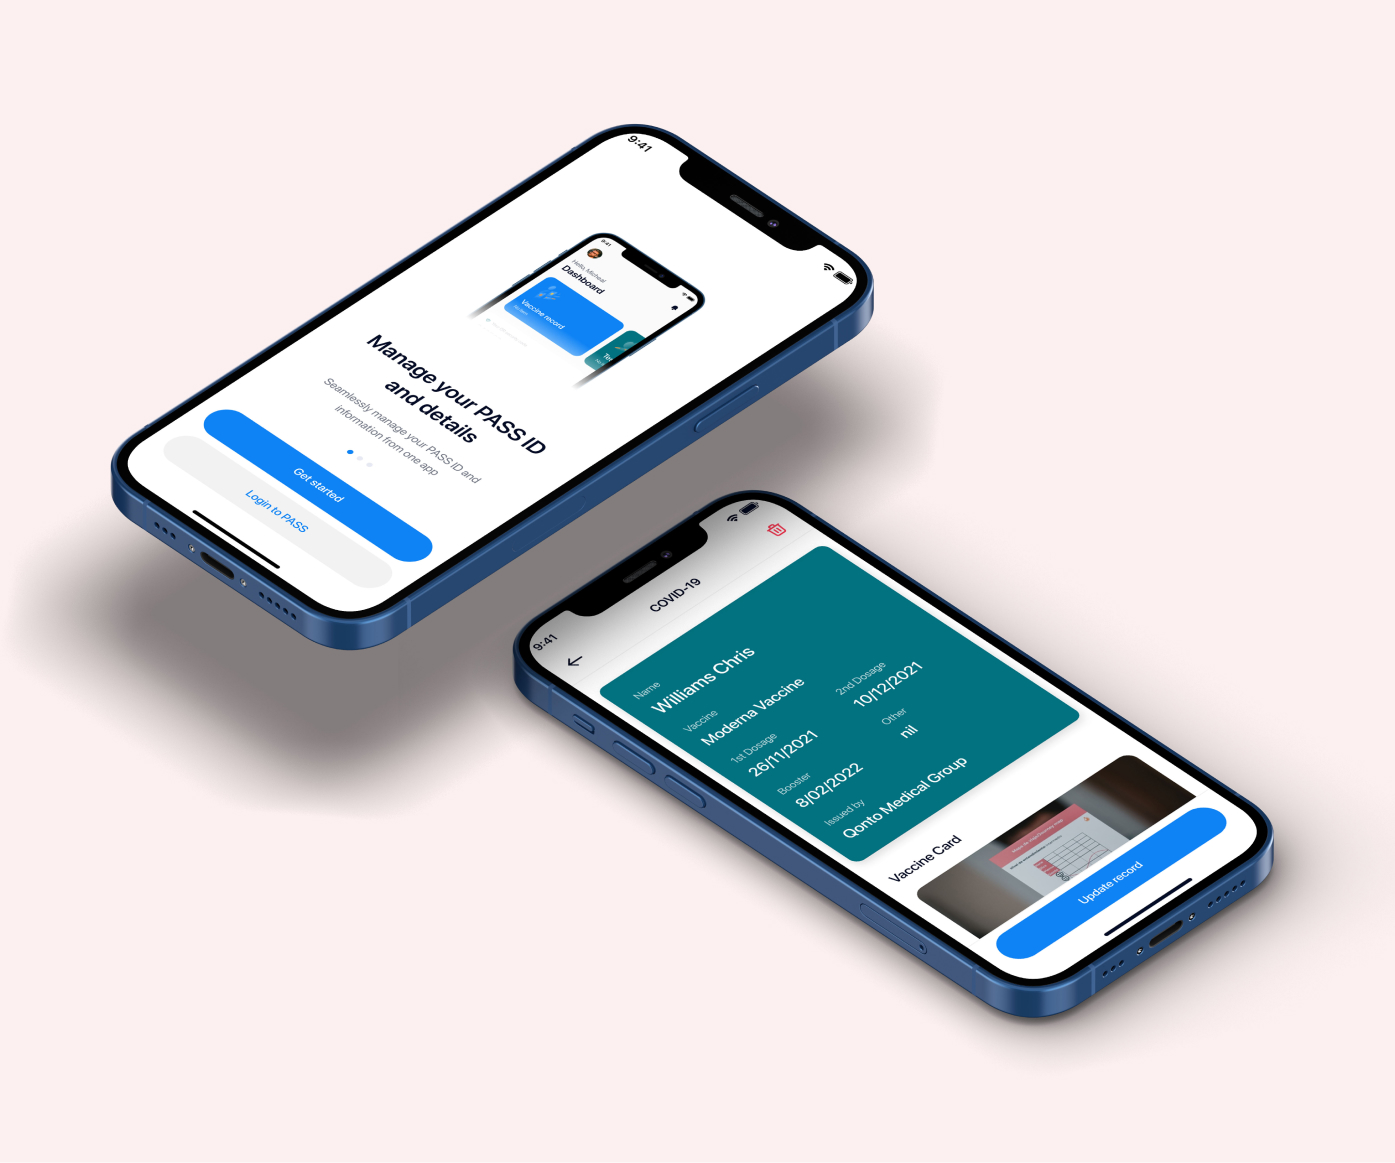 9:41
9:41
Hello, Micheal
Dashboard
Vaccine record
Manage your PASS ID
and details
Seamlessly manage your PASS ID and
information from one app
Get started
Login to PASS
9:41
COVID-19
Name
Williams Chris
Vaccine
Moderna Vaccine
1st Dosage
26/11/2021
2nd Dosage
10/12/2021
Booster
8/02/2022
Other
nil
Issued by
Qonto Medical Group
Vaccine Card
Update record